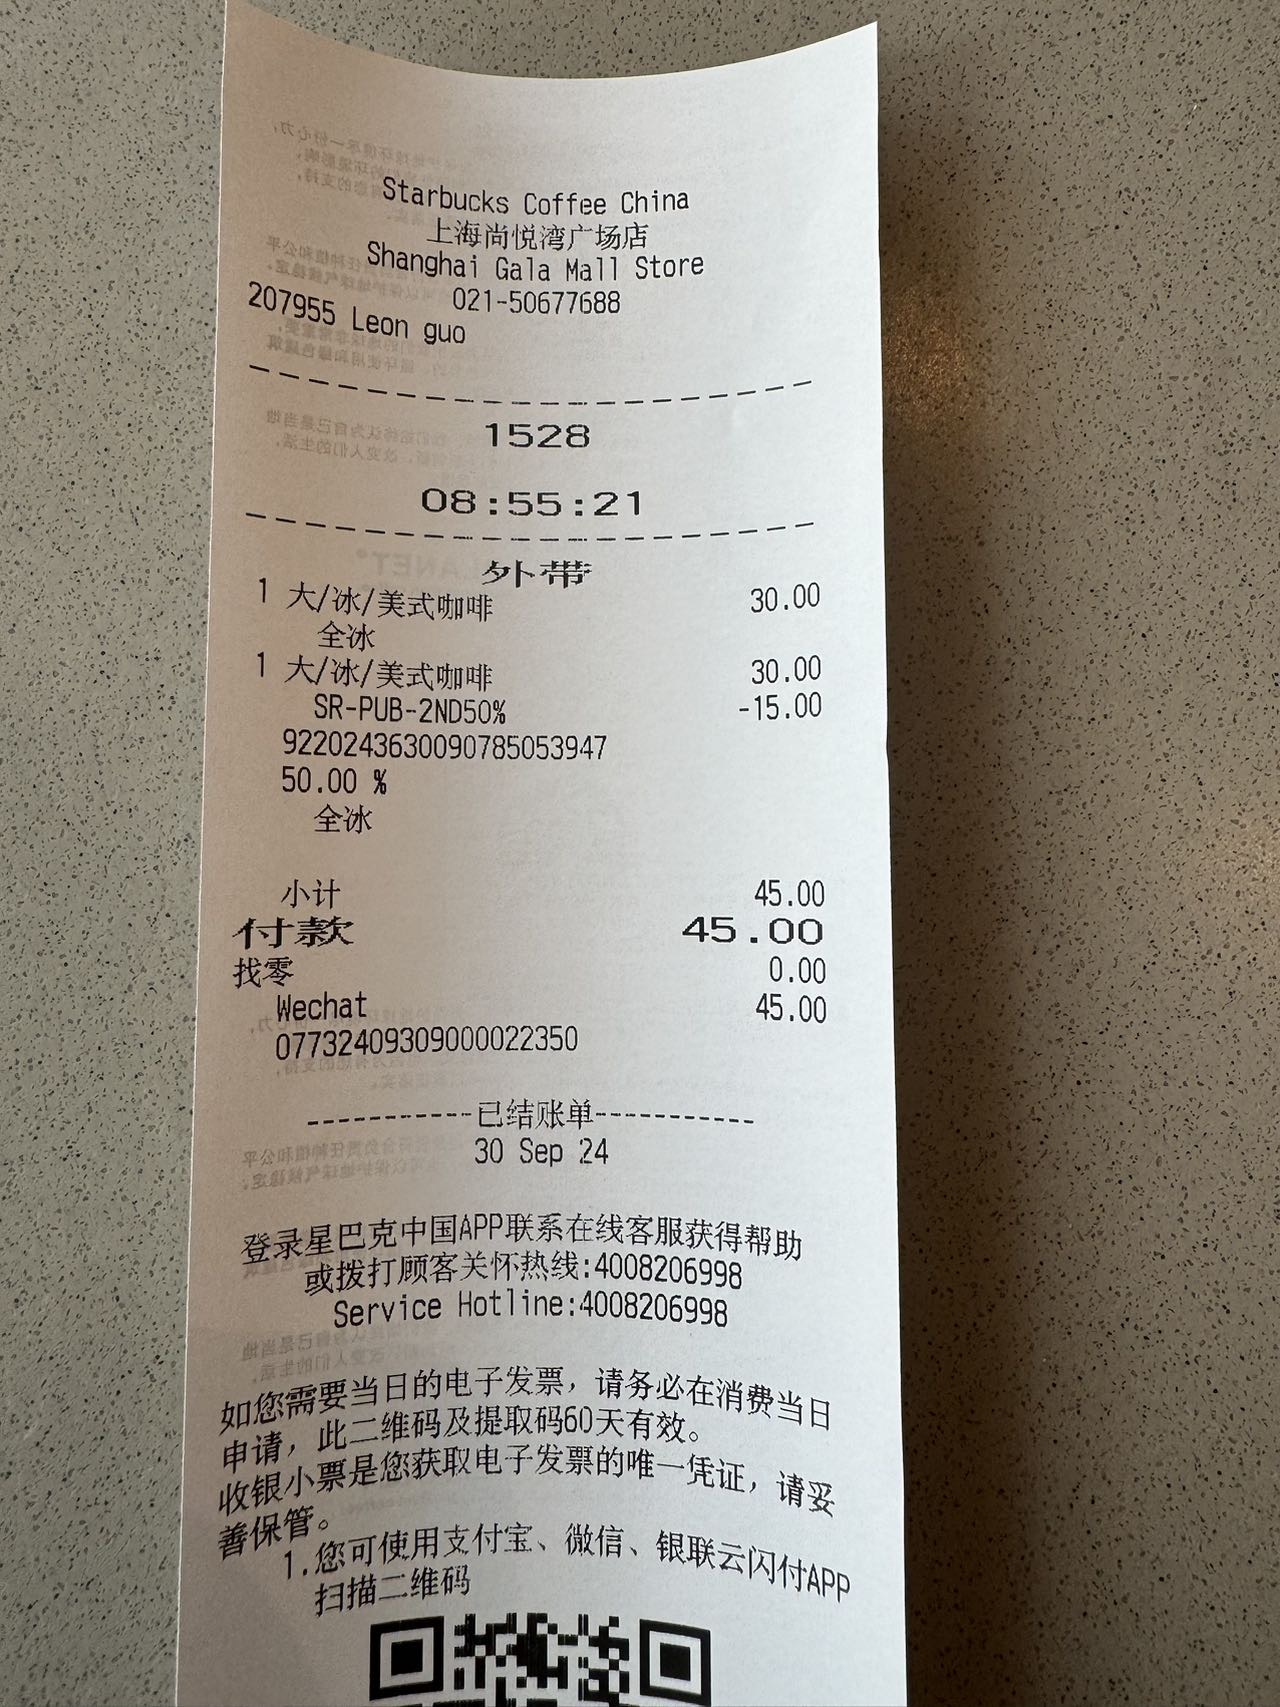 Starbucks Coffee China
上海尚悦湾广场店
Shanghai Gala Mall Store
021-50677688
207955 Leon guo
1528
08:55:21
外带
1 大/冰/美式咖啡 30.00
全冰
1 大/冰/美式咖啡 30.00
SR-PUB-2ND50% -15.00
9220243630090785053947
50.00 %
全冰
小计 45.00
付款 45.00
找零 0.00
Wechat 45.00
07732409309000022350
-----------已结账单-----------
30 Sep 24
登录星巴克中国APP联系在线客服获得帮助
或拨打顾客关怀热线:4008206998
Service Hotline:4008206998
如您需要当日的电子发票，请务必在消费当日
申请，此二维码及提取码60天有效。
收银小票是您获取电子发票的唯一凭证，请妥
善保管。
1.您可使用支付宝、微信、银联云闪付APP
扫描二维码